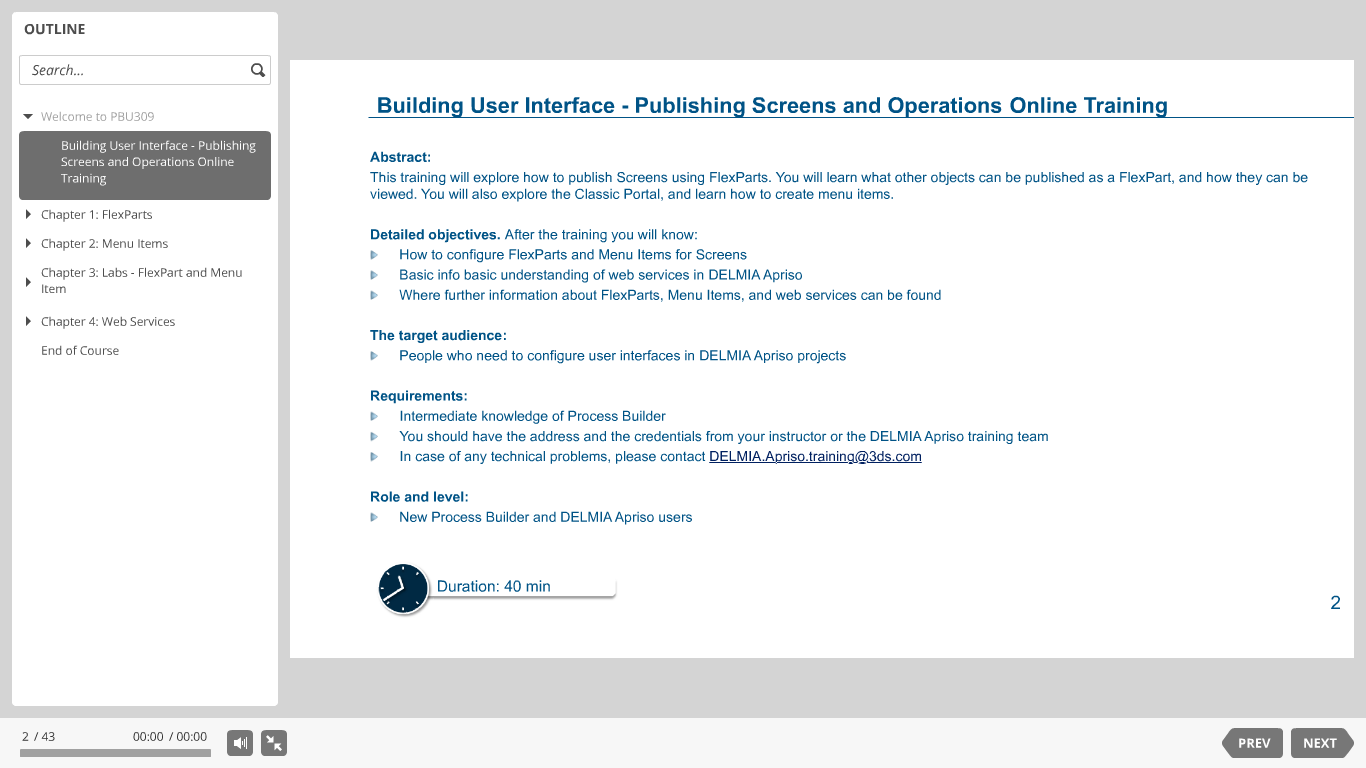 OUTLINE
Search...
Welcome to PBU309
Building User Interface - Publishing
Screens and Operations Online
Training
Chapter 1: FlexParts
Chapter 2: Menu Items
Chapter 3: Labs - FlexPart and Menu
Item
Chapter 4: Web Services
End of Course
Building User Interface - Publishing Screens and Operations Online Training
Abstract:
This training will explore how to publish Screens using FlexParts. You will learn what other objects can be published as a FlexPart, and how they can be
viewed. You will also explore the Classic Portal, and learn how to create menu items.
Detailed objectives. After the training you will know:
How to configure FlexParts and Menu Items for Screens
Basic info basic understanding of web services in DELMIA Apriso
Where further information about FlexParts, Menu Items, and web services can be found
The target audience:
People who need to configure user interfaces in DELMIA Apriso projects
Requirements:
Intermediate knowledge of Process Builder
You should have the address and the credentials from your instructor or the DELMIA Apriso training team
In case of any technical problems, please contact DELMIA.Apriso.training@3ds.com
Role and level:
New Process Builder and DELMIA Apriso users
Duration: 40 min
2
2 / 43
00:00 / 00:00
PREV
NEXT